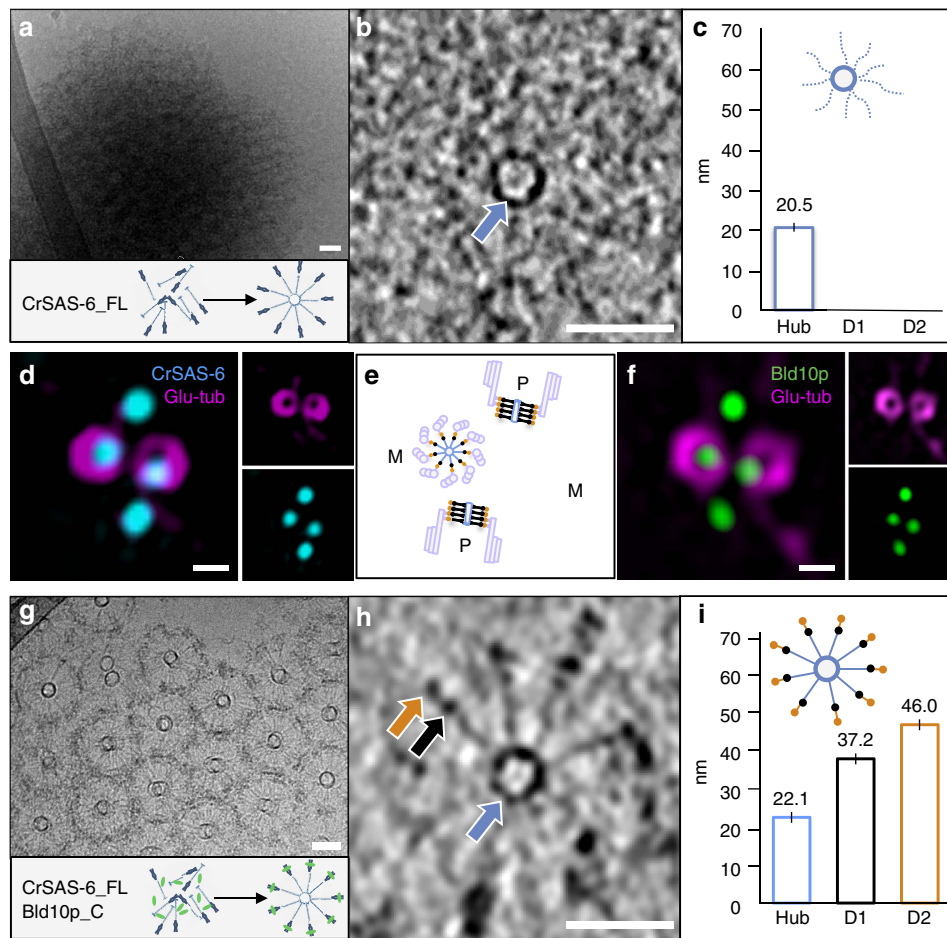 a
CrSAS-6_FL
b
c
nm
70
60
50
40
30
20
10
0
20.5
Hub D1 D2
d
CrSAS-6
Glu-tub
e
P
M
M
P
f
Bld10p
Glu-tub
g
CrSAS-6_FL
Bld10p_C
h
i
nm
70
60
50
40
30
20
10
0
22.1
37.2
46.0
Hub D1 D2